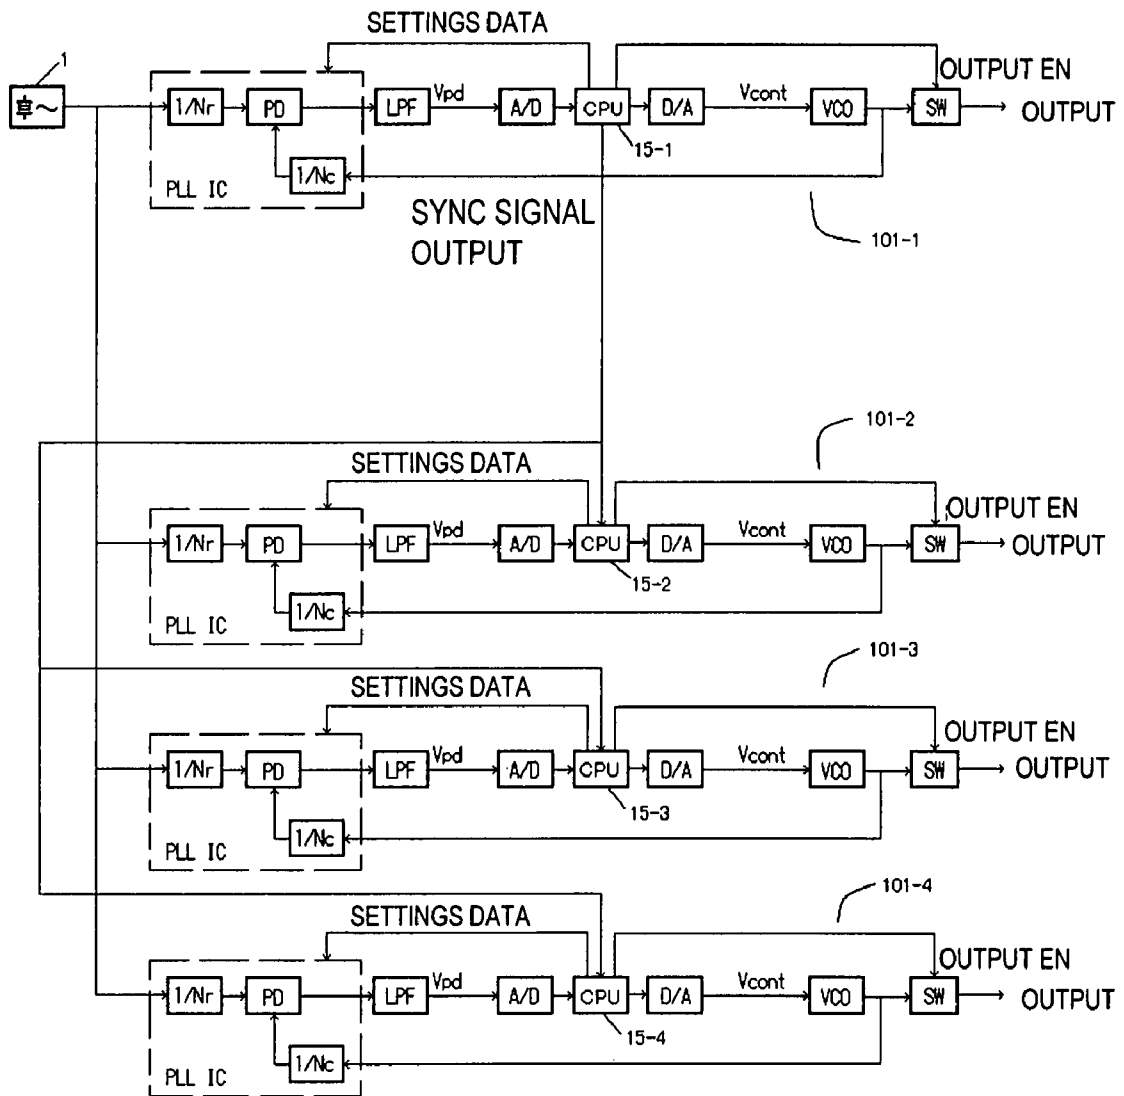 SETTINGS DATA
1
OUTPUT EN
1/Nr PD LPF Vpd A/D CPU D/A Vcont VCO SW OUTPUT
15-1
1/Nc
PLL IC
SYNC SIGNAL
OUTPUT
101-1
101-2
SETTINGS DATA
OUTPUT EN
1/Nr PD LPF Vpd A/D CPU D/A Vcont VCO SW OUTPUT
15-2
1/Nc
PLL IC
101-3
SETTINGS DATA
OUTPUT EN
1/Nr PD LPF Vpd A/D CPU D/A Vcont VCO SW OUTPUT
15-3
1/Nc
PLL IC
101-4
SETTINGS DATA
OUTPUT EN
1/Nr PD LPF Vpd A/D CPU D/A Vcont VCO SW OUTPUT
15-4
1/Nc
PLL IC